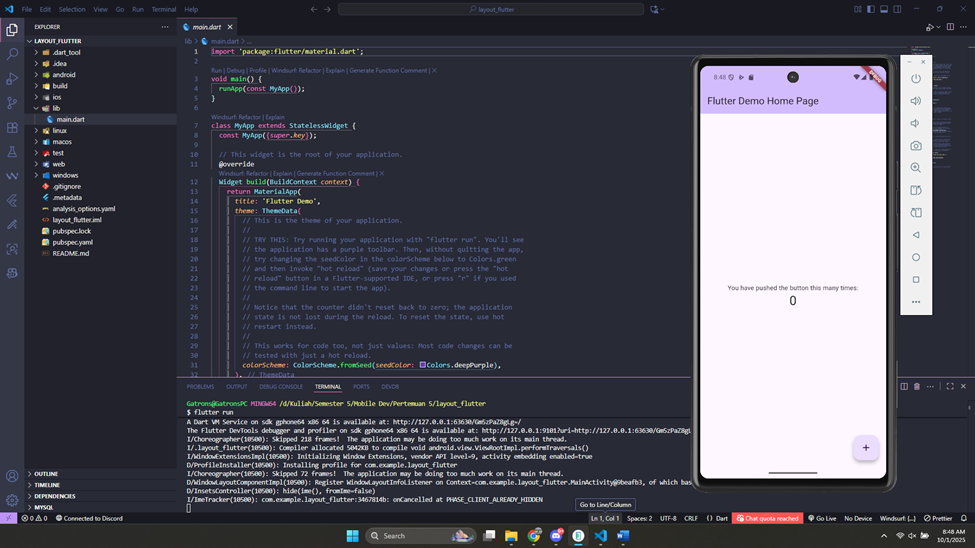 File Edit Selection View Go Run Terminal Help
layout_flutter
EXPLORER
LAYOUT_FLUTTER
.dart_tool
.idea
android
build
ios
lib
main.dart
linux
macos
test
web
windows
.gitignore
.metadata
analysis_options.yaml
layout_flutter.iml
pubspec.lock
pubspec.yaml
README.md
OUTLINE
TIMELINE
DEPENDENCIES
MYSQL
main.dart
lib > main.dart > ...
1 import 'package:flutter/material.dart';
2
Run | Debug | Profile | Windsurf: Refactor | Explain | Generate Function Comment | X
3 void main() {
4 runApp(const MyApp());
5 }
6
Windsurf: Refactor | Explain
7 class MyApp extends StatelessWidget {
8 const MyApp({super.key});
9
10 // This widget is the root of your application.
11 @override
Windsurf: Refactor | Explain | Generate Function Comment | X
12 Widget build(BuildContext context) {
13 return MaterialApp(
14 title: 'Flutter Demo',
15 theme: ThemeData(
16 // This is the theme of your application.
17 //
18 // TRY THIS: Try running your application with "flutter run". You'll see
19 // the application has a purple toolbar. Then, without quitting the app,
20 // try changing the seedColor in the colorScheme below to Colors.green
21 // and then invoke "hot reload" (save your changes or press the "hot
22 // reload" button in a Flutter-supported IDE, or press "r" if you used
23 // the command line to start the app).
24 //
25 // Notice that the counter didn't reset back to zero; the application
26 // state is not lost during the reload. To reset the state, use hot
27 // restart instead.
28 //
29 // This works for code too, not just values: Most code changes can be
30 // tested with just a hot reload.
31 colorScheme: ColorScheme.fromSeed(seedColor: Colors.deepPurple),
32 ), // ThemeData
PROBLEMS OUTPUT DEBUG CONSOLE TERMINAL PORTS DEVDB
Gatrons@GatronsPC MINGW64 /d/Kuliah/Semester 5/Mobile Dev/Pertemuan 5/layout_flutter
$ flutter run
A Dart VM Service on sdk gphone64 x86 64 is available at: http://127.0.0.1:63630/Gm5zPaZ8gLg=/
The Flutter DevTools debugger and profiler on sdk gphone64 x86 64 is available at: http://127.0.0.1:9101?uri=http://127.0.0.1:63630/Gm5zPaZ8gL
I/Choreographer(10500): Skipped 218 frames! The application may be doing too much work on its main thread.
I/.layout_flutter(10500): Compiler allocated 5042KB to compile void android.view.ViewRootImpl.performTraversals()
I/WindowExtensionsImpl(10500): Initializing Window Extensions, vendor API level=9, activity embedding enabled=true
D/ProfileInstaller(10500): Installing profile for com.example.layout_flutter
I/Choreographer(10500): Skipped 72 frames! The application may be doing too much work on its main thread.
D/WindowLayoutComponentImpl(10500): Register WindowLayoutInfoListener on Context=com.example.layout_flutter.MainActivity@9beafb3, of which bas
D/InsetsController(10500): hide(ime(), fromIme=false)
I/ImeTracker(10500): com.example.layout_flutter:3467814b: onCancelled at PHASE_CLIENT_ALREADY_HIDDEN
Go to Line/Column
8:48
DEBUG
Flutter Demo Home Page
You have pushed the button this many times:
0
0 0 Connected to Discord
Ln 1, Col 1 Spaces: 2 UTF-8 CRLF Dart Chat quota reached Go Live No Device Windsurf: {...} Prettier
Search
8:48 AM
10/1/2025